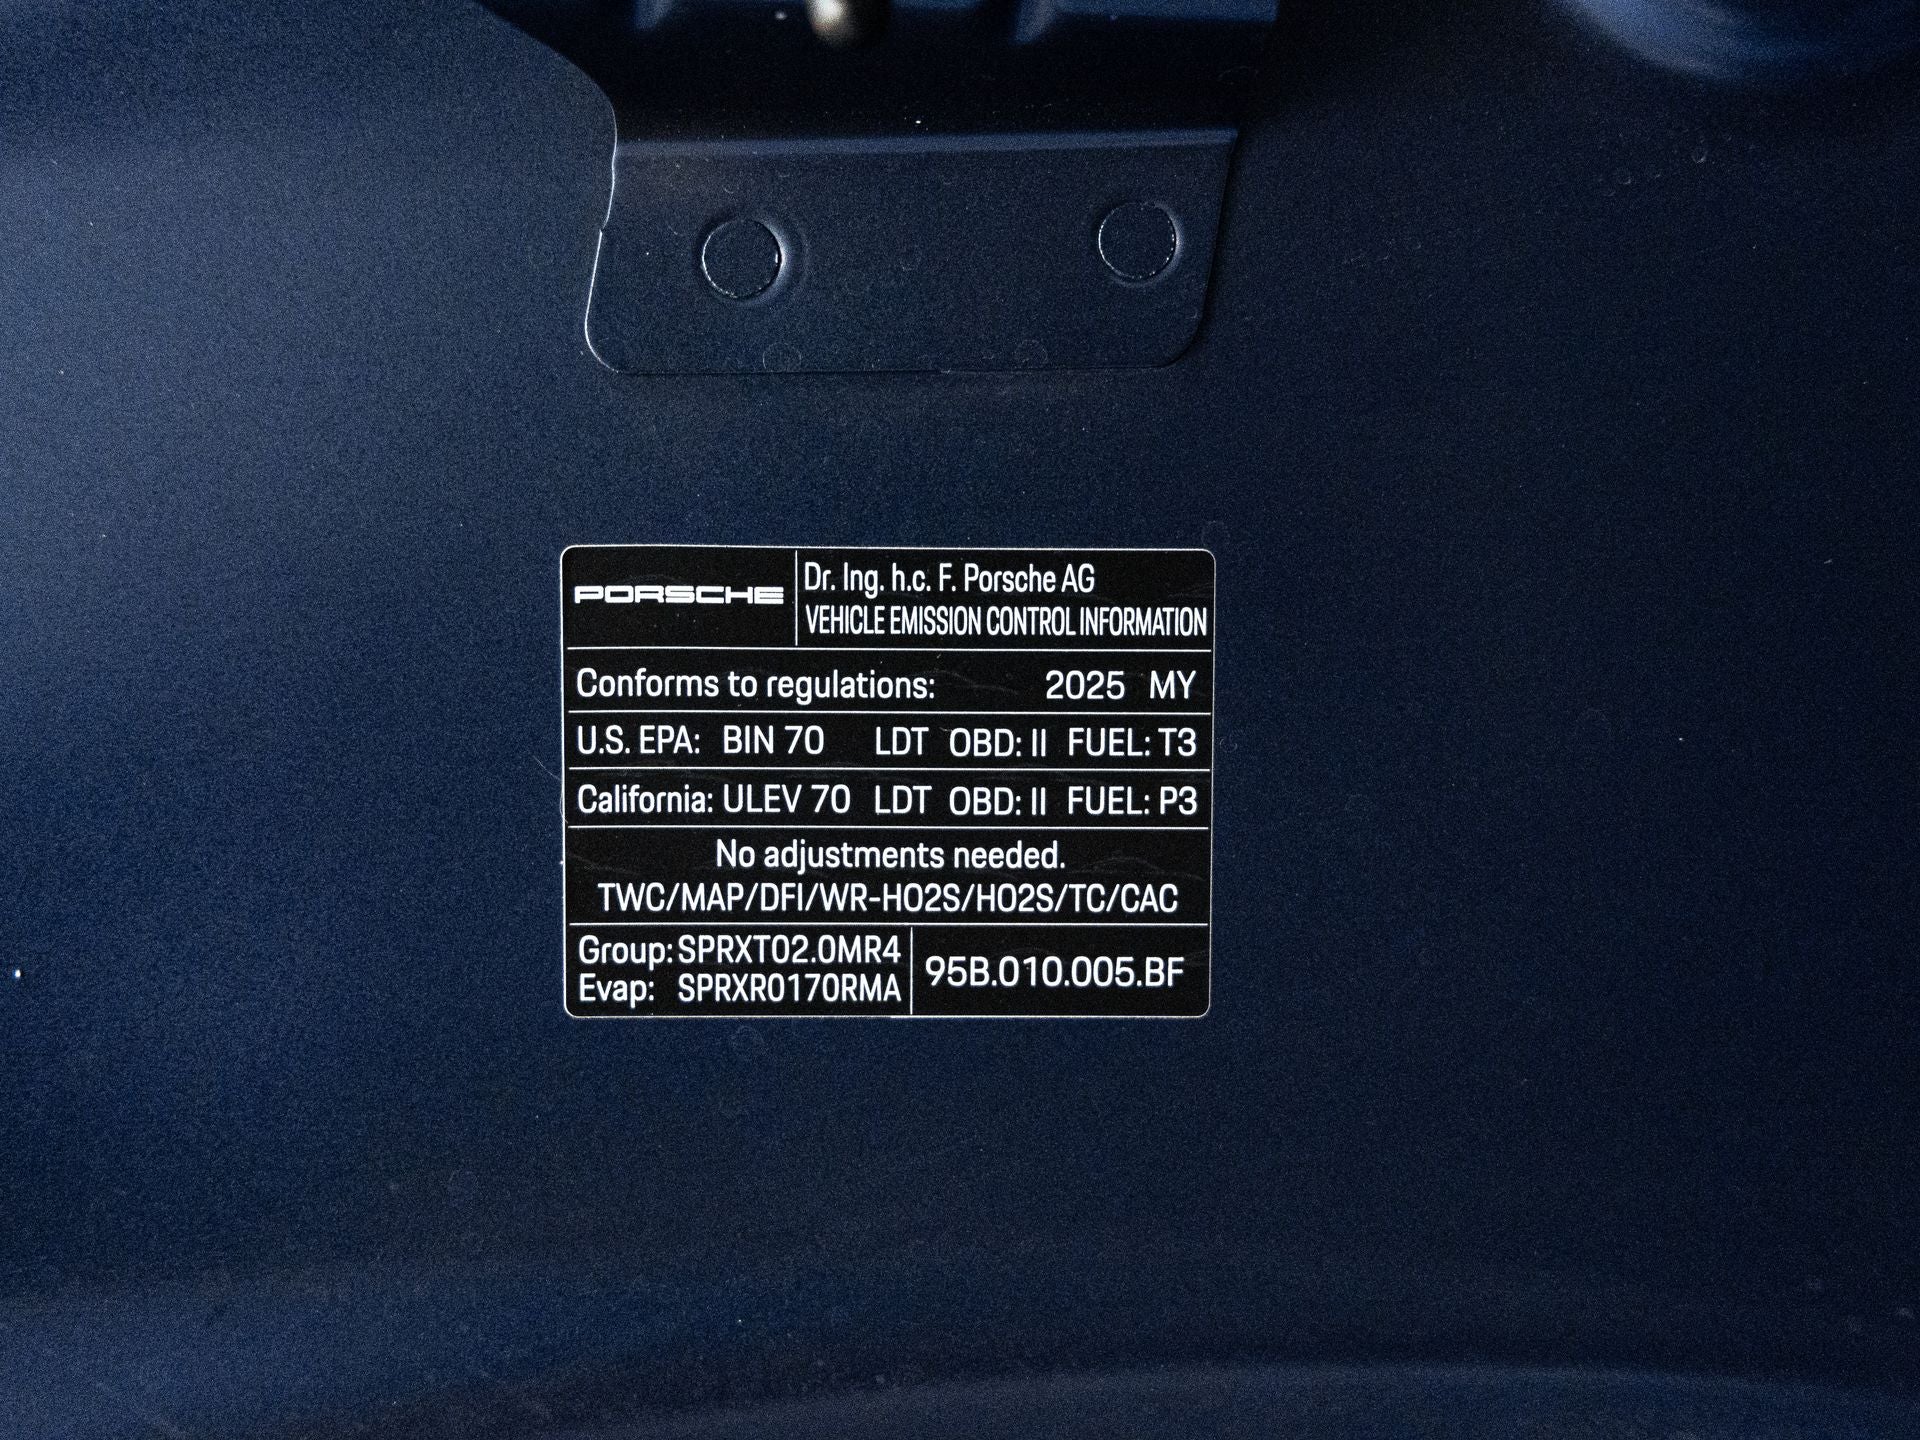 PORSCHE
Dr. Ing. h.c. F. Porsche AG
VEHICLE EMISSION CONTROL INFORMATION
Conforms to regulations: 2025 MY
U.S. EPA: BIN 70 LDT OBD: II FUEL: T3
California: ULEV 70 LDT OBD: II FUEL: P3
No adjustments needed.
TWC/MAP/DFI/WR-HO2S/HO2S/TC/CAC
Group: SPRXT02.0MR4
Evap: SPRXR0170RMA
95B.010.005.BF